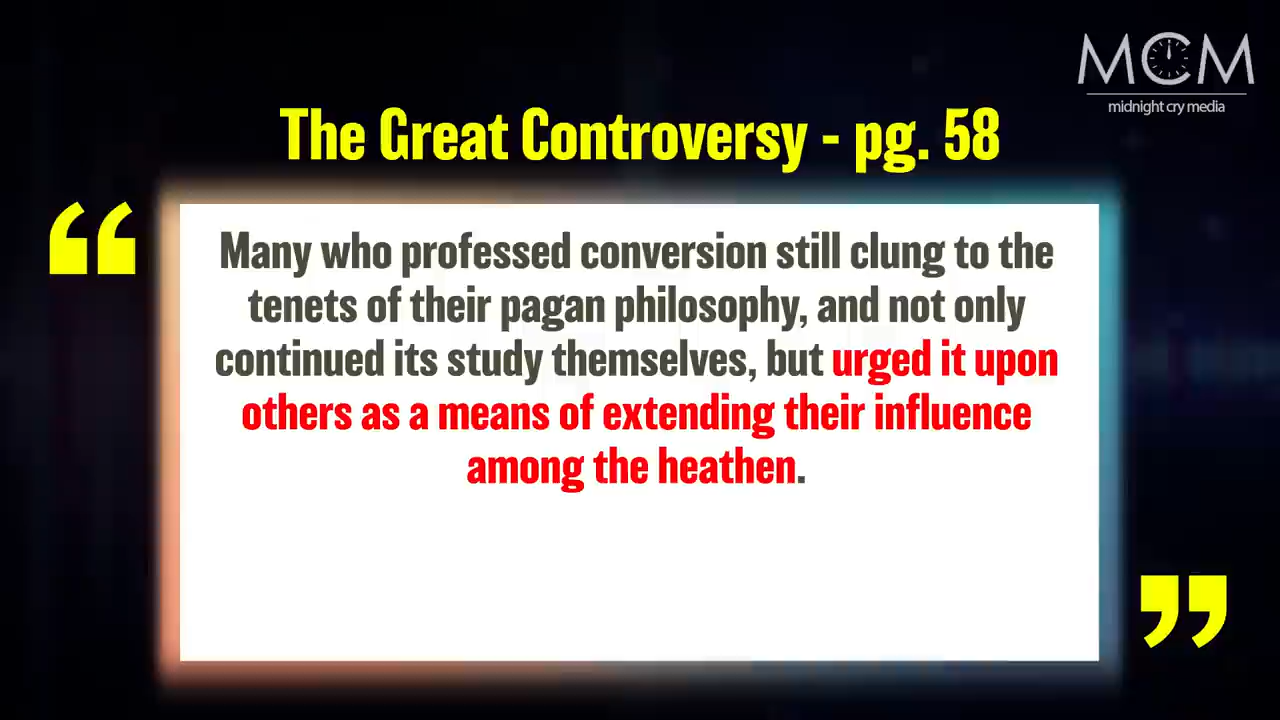 MCM
midnight cry media
The Great Controversy - pg. 58
“
Many who professed conversion still clung to the
tenets of their pagan philosophy, and not only
continued its study themselves, but urged it upon
others as a means of extending their influence
among the heathen.
”